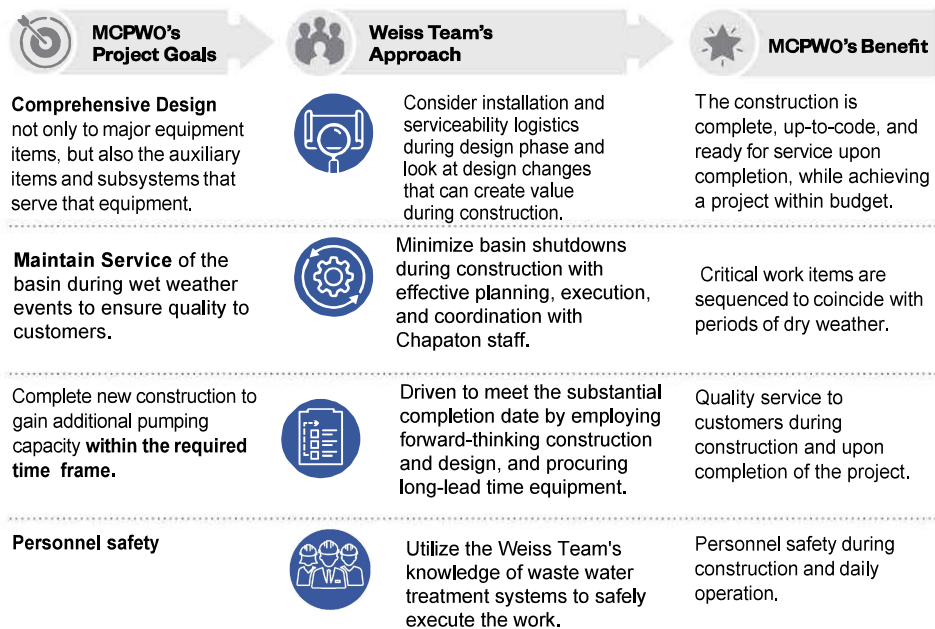 MCPWO's
Project Goals
Weiss Team's
Approach
MCPWO's Benefit
Comprehensive Design
not only to major equipment
items, but also the auxiliary
items and subsystems that
serve that equipment.
Consider installation and
serviceability logistics
during design phase and
look at design changes
that can create value
during construction.
The construction is
complete, up-to-code, and
ready for service upon
completion, while achieving
a project within budget.
Maintain Service of the
basin during wet weather
events to ensure quality to
customers.
Minimize basin shutdowns
during construction with
effective planning, execution,
and coordination with
Chapaton staff.
Critical work items are
sequenced to coincide with
periods of dry weather.
Complete new construction to
gain additional pumping
capacity within the required
time frame.
Driven to meet the substantial
completion date by employing
forward-thinking construction
and design, and procuring
long-lead time equipment.
Quality service to
customers during
construction and upon
completion of the project.
Personnel safety
Utilize the Weiss Team's
knowledge of waste water
treatment systems to safely
execute the work.
Personnel safety during
construction and daily
operation.